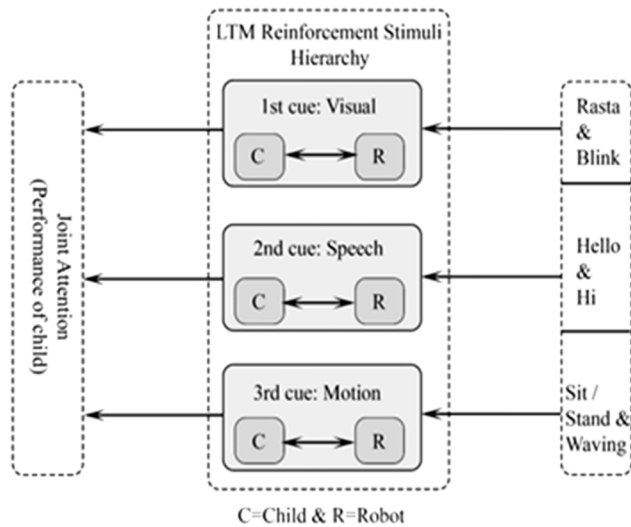 LTM Reinforcement Stimuli
Hierarchy
1st cue: Visual
C
R
2nd cue: Speech
C
R
3rd cue: Motion
C
R
Joint Attention
(Performance of child)
Rasta
&
Blink
Hello
&
Hi
Sit /
Stand &
Waving
C=Child & R=Robot